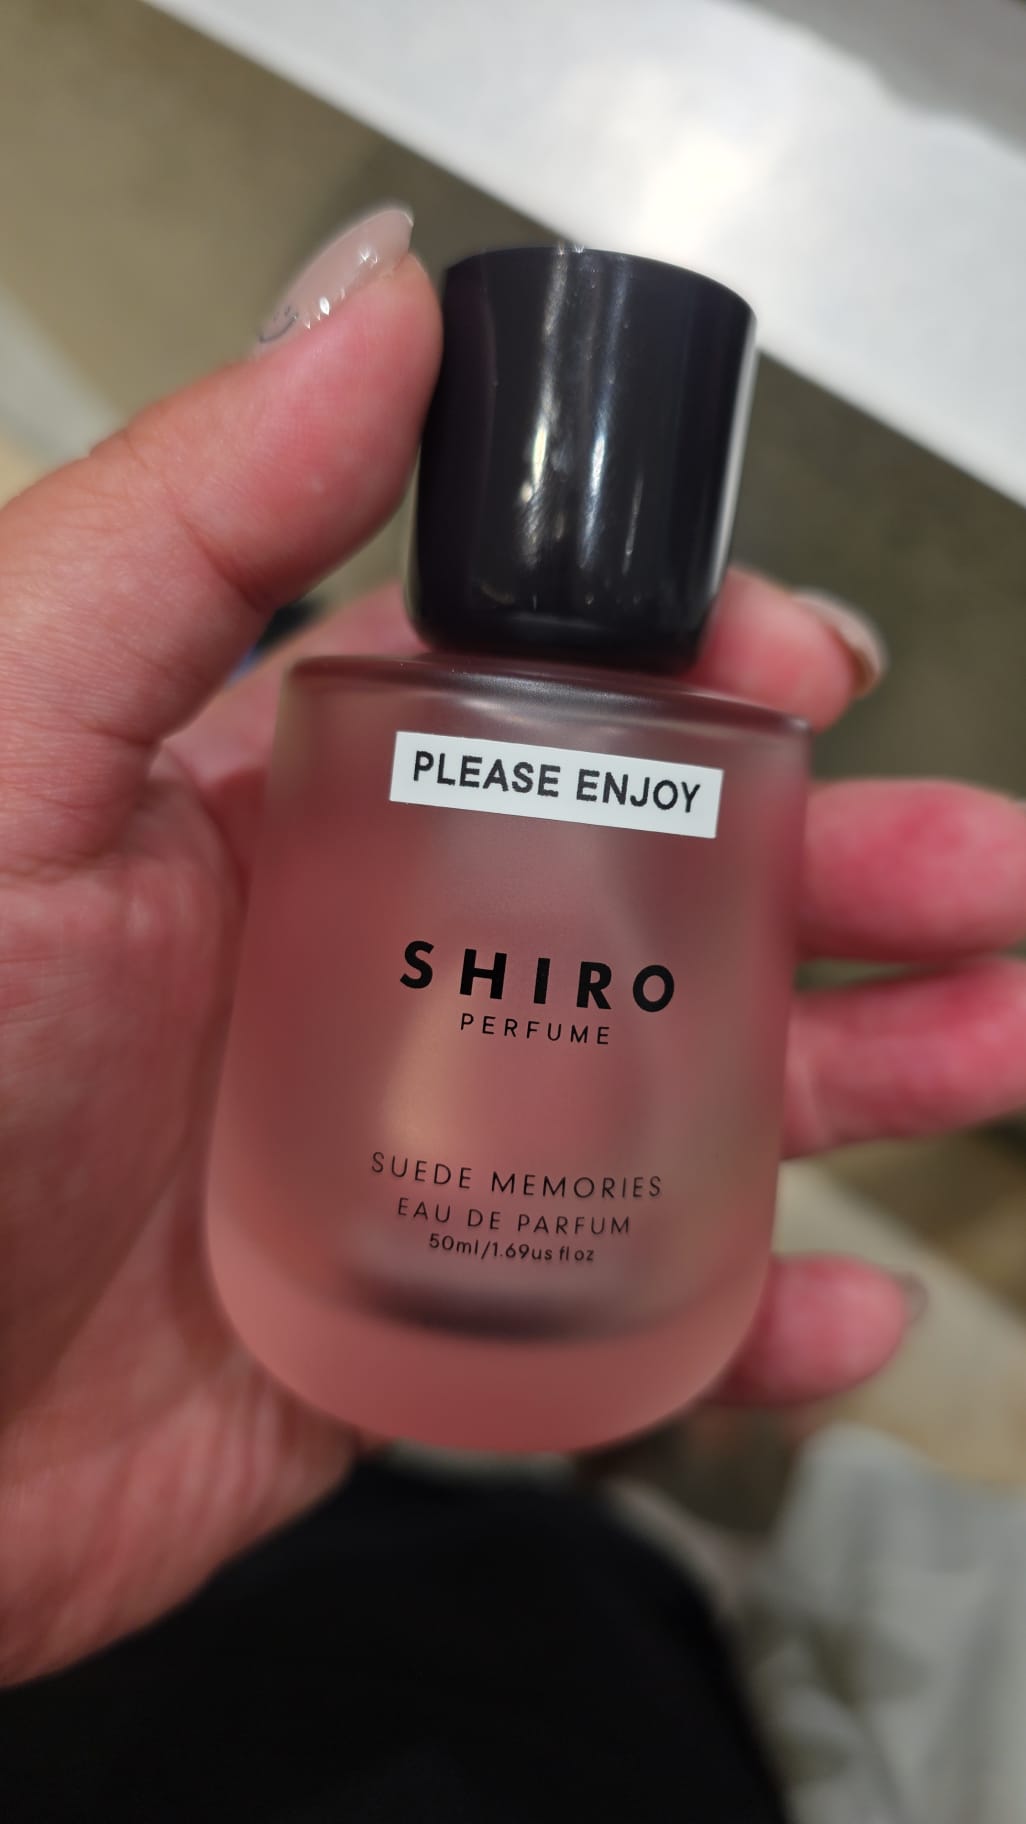 PLEASE ENJOY
SHIRO
PERFUME
SUEDE MEMORIES
EAU DE PARFUM
50ml/1.69us fl oz